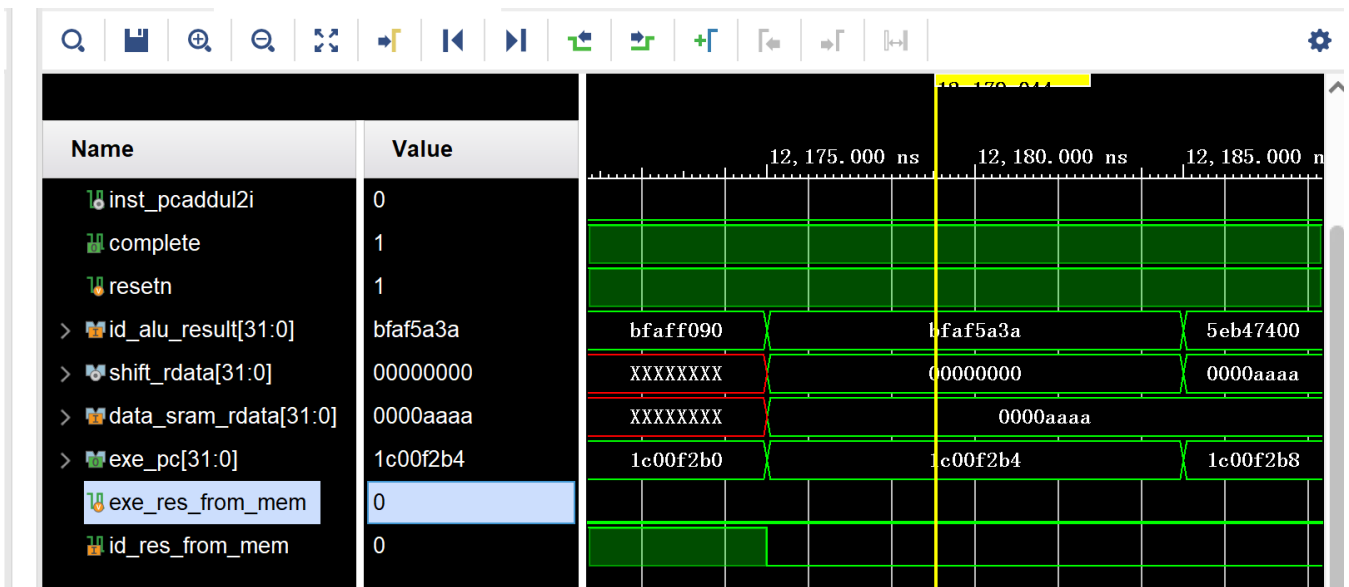 Name Value 12,175.000 ns 12,180.000 ns 12,185.000 n
inst_pcaddul2i 0
complete 1
resetn 1
id_alu_result[31:0] bfaf5a3a bfaff090 bfaf5a3a 5eb47400
shift_rdata[31:0] 00000000 XXXXXXXX 00000000 0000aaaa
data_sram_rdata[31:0] 0000aaaa XXXXXXXX 0000aaaa
exe_pc[31:0] 1c00f2b4 1c00f2b0 1c00f2b4 1c00f2b8
exe_res_from_mem 0
id_res_from_mem 0